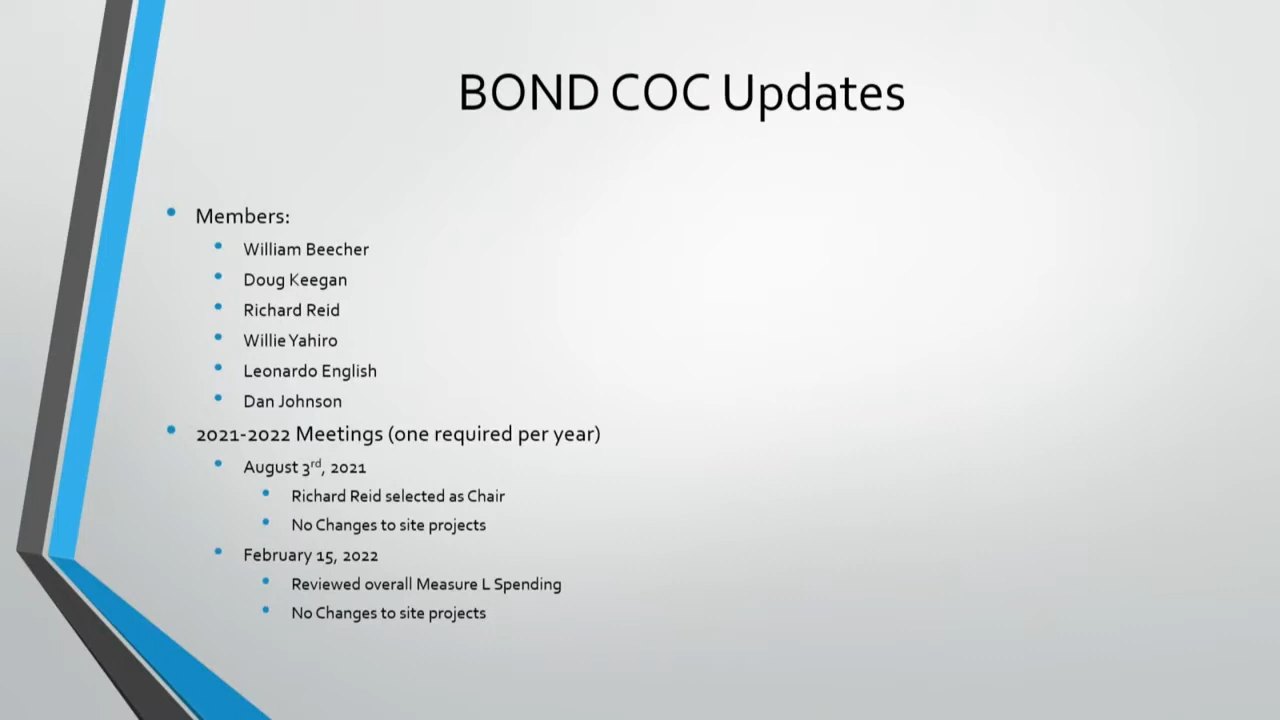 BOND COC Updates
Members:
William Beecher
Doug Keegan
Richard Reid
Willie Yahiro
Leonardo English
Dan Johnson
2021-2022 Meetings (one required per year)
August 3rd, 2021
Richard Reid selected as Chair
No Changes to site projects
February 15, 2022
Reviewed overall Measure L Spending
No Changes to site projects